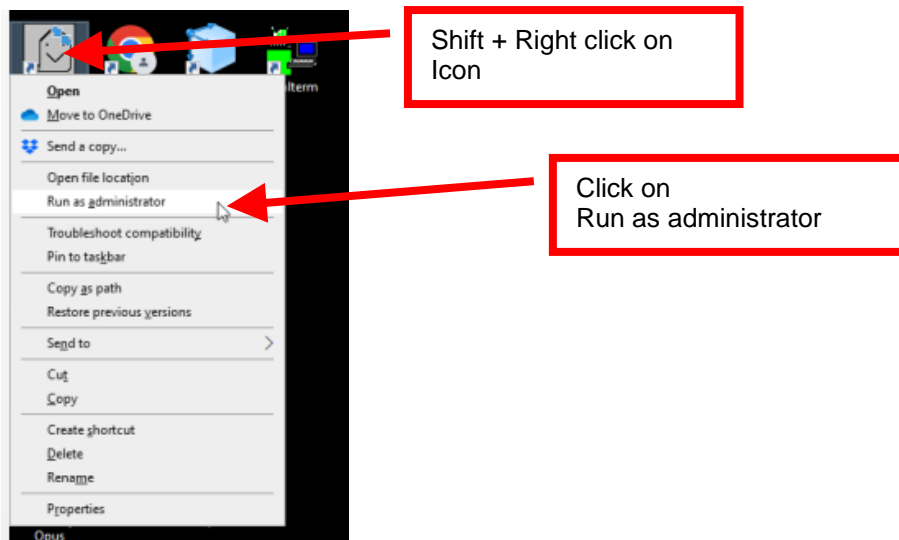 Shift + Right click on
Icon
lterm
Open
Move to OneDrive
Send a copy...
Open file location
Run as administrator
Click on
Run as administrator
Troubleshoot compatibility
Pin to taskbar
Copy as path
Restore previous versions
Send to
Cut
Copy
Create shortcut
Delete
Rename
Properties
Opus